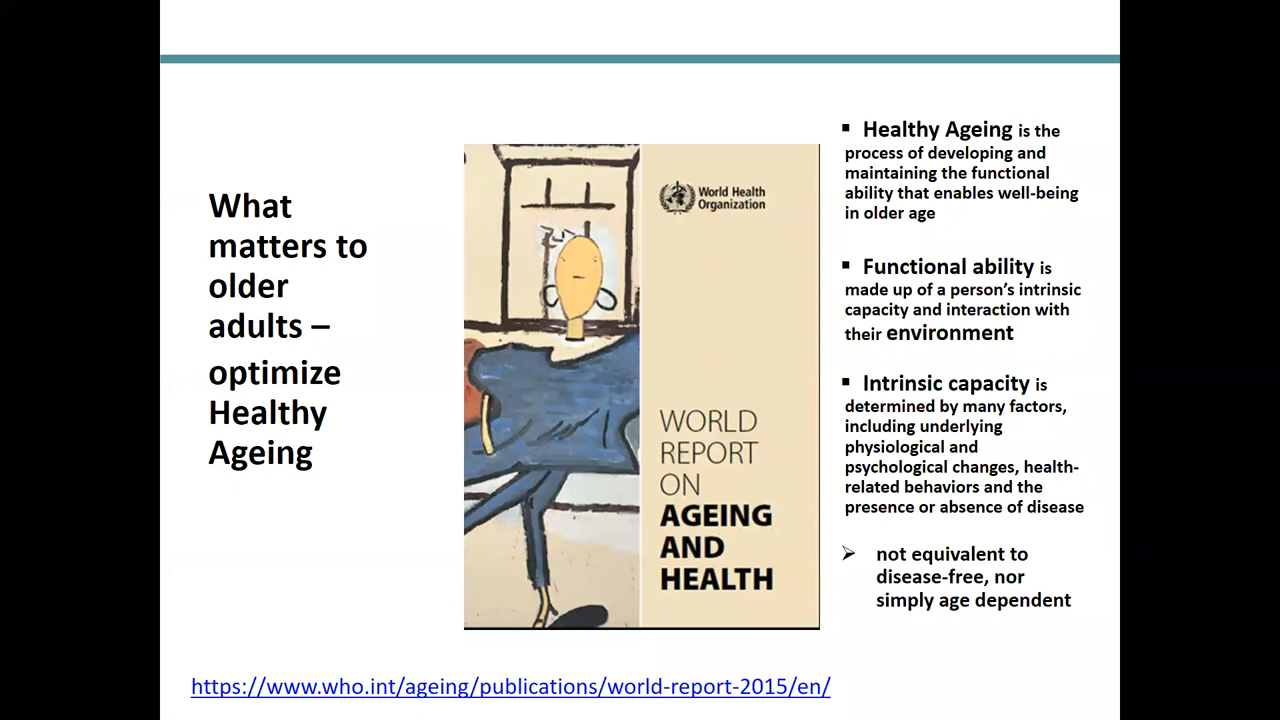 What
matters to
older
adults –
optimize
Healthy
Ageing
World Health
Organization
WORLD
REPORT
ON
AGEING
AND
HEALTH
▪ Healthy Ageing is the
process of developing and
maintaining the functional
ability that enables well-being
in older age
▪ Functional ability is
made up of a person's intrinsic
capacity and interaction with
their environment
▪ Intrinsic capacity is
determined by many factors,
including underlying
physiological and
psychological changes, health-
related behaviors and the
presence or absence of disease
➢ not equivalent to
disease-free, nor
simply age dependent
https://www.who.int/ageing/publications/world-report-2015/en/